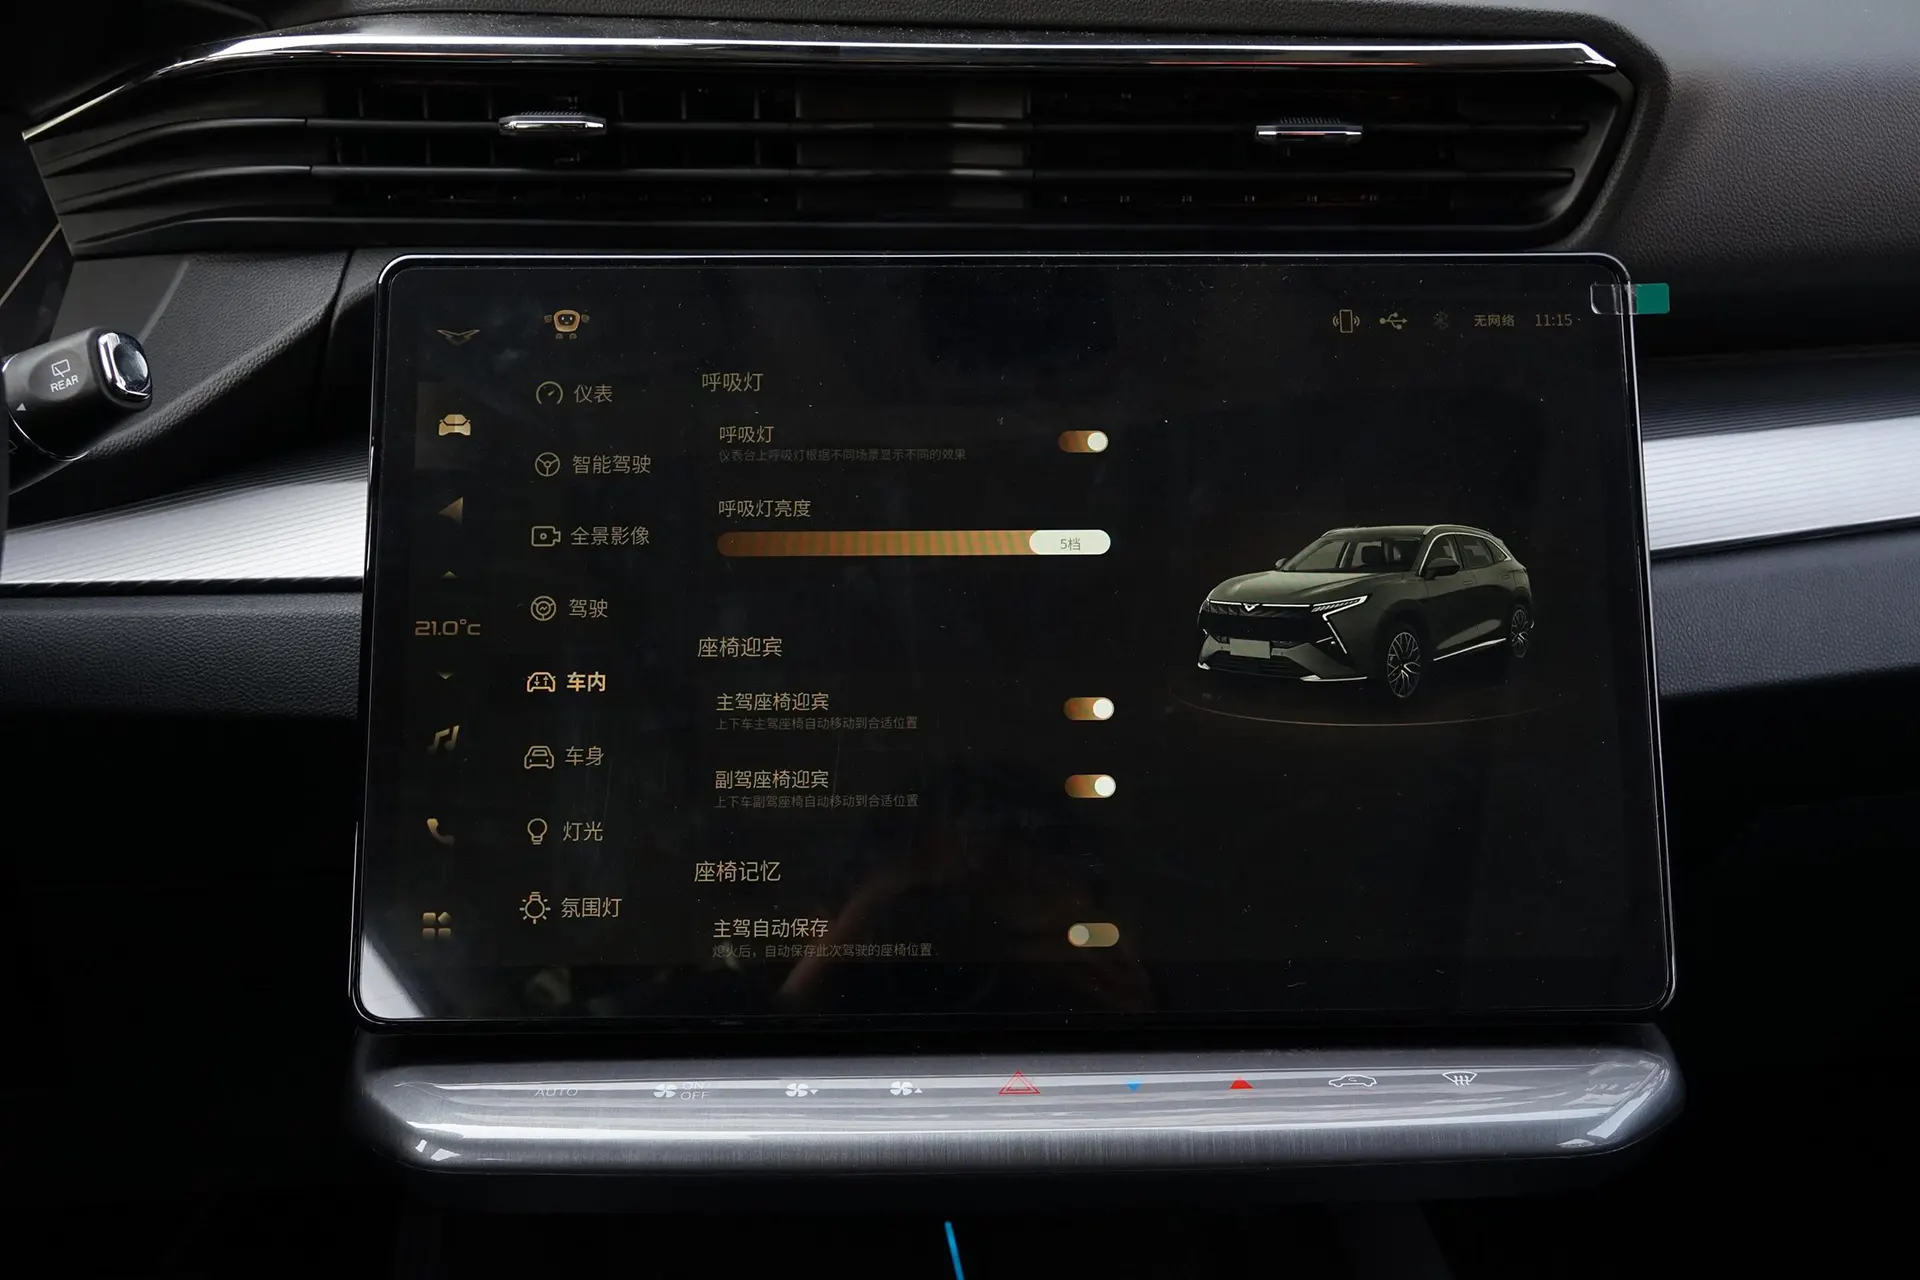 无网络 11:15
REAR
21.0°c
仪表
智能驾驶
全景影像
驾驶
车内
车身
灯光
氛围灯
呼吸灯
呼吸灯
仪表台上呼吸灯根据不同场景显示不同的效果
呼吸灯亮度
5档
座椅迎宾
主驾座椅迎宾
上下车主驾座椅自动移动到合适位置
副驾座椅迎宾
上下车副驾座椅自动移动到合适位置
座椅记忆
主驾自动保存
熄火后，自动保存此次驾驶的座椅位置
AUTO
ON/
OFF